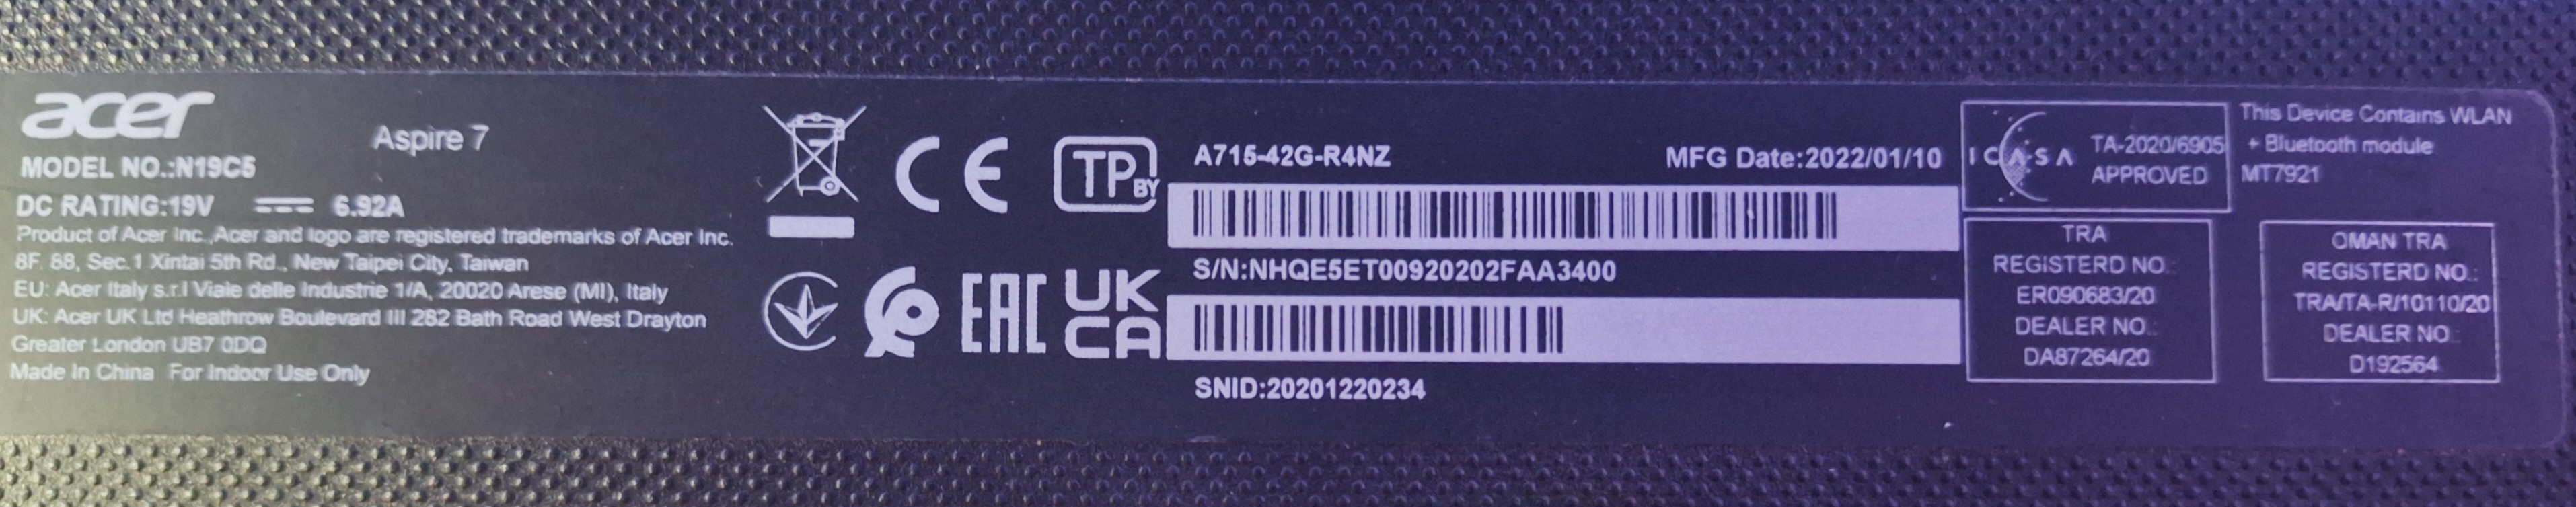 acer
Aspire 7
MODEL NO.:N19C5
DC RATING:19V 6.92A
Product of Acer Inc.,Acer and logo are registered trademarks of Acer Inc.
8F. 88, Sec.1 Xintai 5th Rd., New Taipei City, Taiwan
EU: Acer Italy s.r.l Viale delle Industrie 1/A, 20020 Arese (MI), Italy
UK: Acer UK Ltd Heathrow Boulevard III 282 Bath Road West Drayton
Greater London UB7 0DQ
Made In China For Indoor Use Only
CE
TP BY
EAC
UK
CA
A715-42G-R4NZ MFG Date:2022/01/10
S/N:NHQE5ET00920202FAA3400
SNID:20201220234
ICASA
TA-2020/6905
APPROVED
This Device Contains WLAN
+ Bluetooth module
MT7921
TRA
REGISTERD NO.:
ER090683/20
DEALER NO.:
DA87264/20
OMAN TRA
REGISTERD NO.:
TRA/TA-R/10110/20
DEALER NO.:
D192564